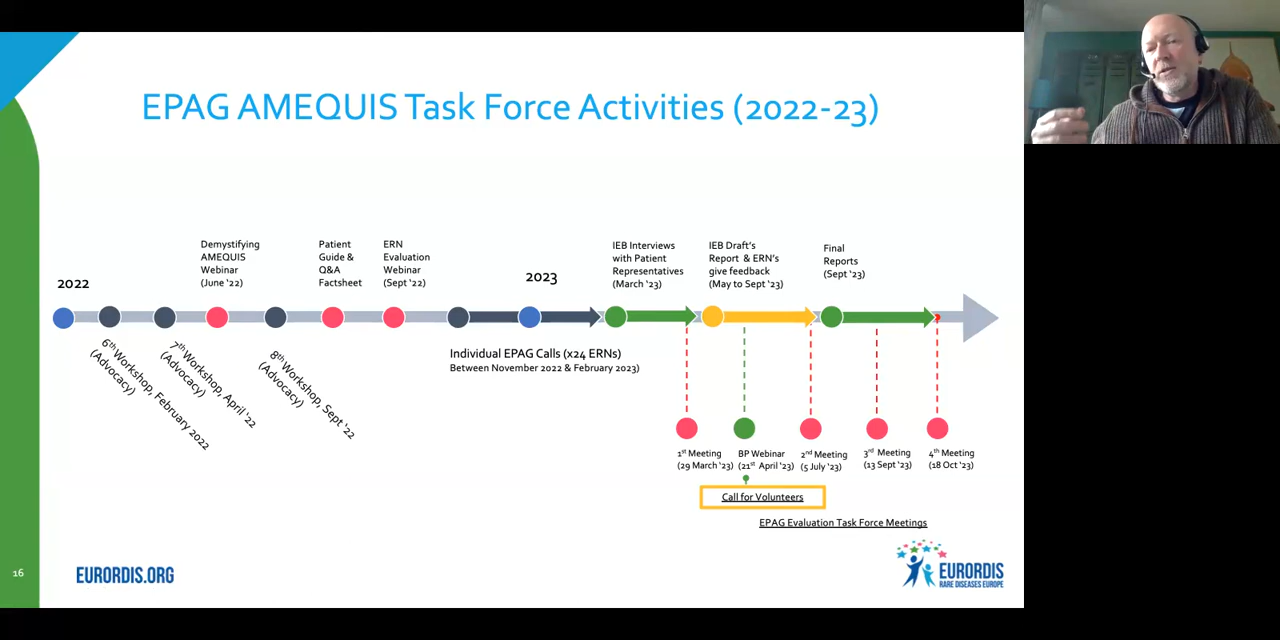 EPAG AMEQUIS Task Force Activities (2022-23)
2022
Demystifying
AMEQUIS
Webinar
(June '22)
Patient
Guide &
Q&A
Factsheet
ERN
Evaluation
Webinar
(Sept '22)
2023
IEB Interviews
with Patient
Representatives
(March '23)
IEB Draft's
Report & ERN's
give feedback
(May to Sept '23)
Final
Reports
(Sept '23)
6th Workshop, February 2022
(Advocacy)
7th Workshop, April '22
(Advocacy)
8th Workshop, Sept '22
(Advocacy)
Individual EPAG Calls (x24 ERNs)
Between November 2022 & February 2023)
1st Meeting
(29 March '23)
BP Webinar
(21st April '23)
2nd Meeting
(5 July '23)
3rd Meeting
(13 Sept '23)
4th Meeting
(18 Oct '23)
Call for Volunteers
EPAG Evaluation Task Force Meetings
16
EURORDIS.ORG
EURORDIS
RARE DISEASES EUROPE